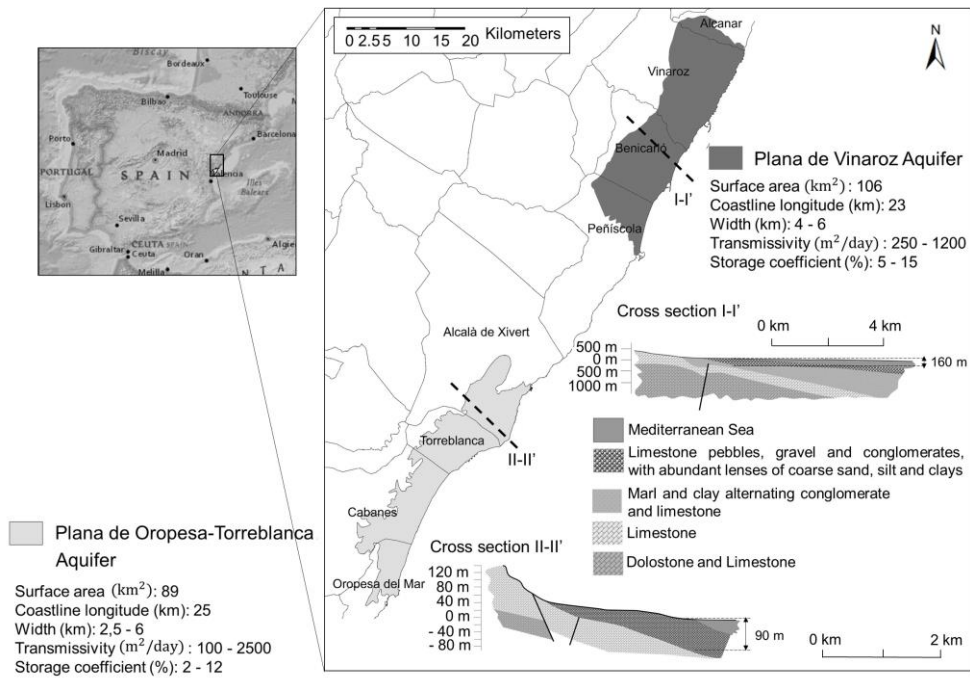 Biscay
Bordeaux
Toulouse
Bilbao
ANDORRA
Porto
Barcelona
Madrid
PORTUGAL
SPAIN
Valencia
Illes
Balears
Lisbon
Sevilla
Gibraltar
CEUTA SPAIN
Ceuta
Algie
Oran
Melilla
N T A
0 2.5 5 10 15 20 Kilometers
N
Alcanar
Vinaroz
Benicarló
I-I’
Peñíscola
Plana de Vinaroz Aquifer
Surface area (km²) : 106
Coastline longitude (km): 23
Width (km): 4 - 6
Transmissivity (m²/day) : 250 - 1200
Storage coefficient (%): 5 - 15
Alcalà de Xivert
Torreblanca
II-II’
Cabanes
Oropesa del Mar
Cross section I-I’
0 km 4 km
500 m
0 m
500 m
1000 m
160 m
Mediterranean Sea
Limestone pebbles, gravel and conglomerates,
with abundant lenses of coarse sand, silt and clays
Marl and clay alternating conglomerate
and limestone
Limestone
Dolostone and Limestone
Plana de Oropesa-Torreblanca
Aquifer
Surface area (km²) : 89
Coastline longitude (km): 25
Width (km): 2,5 - 6
Transmissivity (m²/day) : 100 - 2500
Storage coefficient (%): 2 - 12
Cross section II-II’
120 m
80 m
40 m
0 m
- 40 m
- 80 m
90 m
0 km 2 km